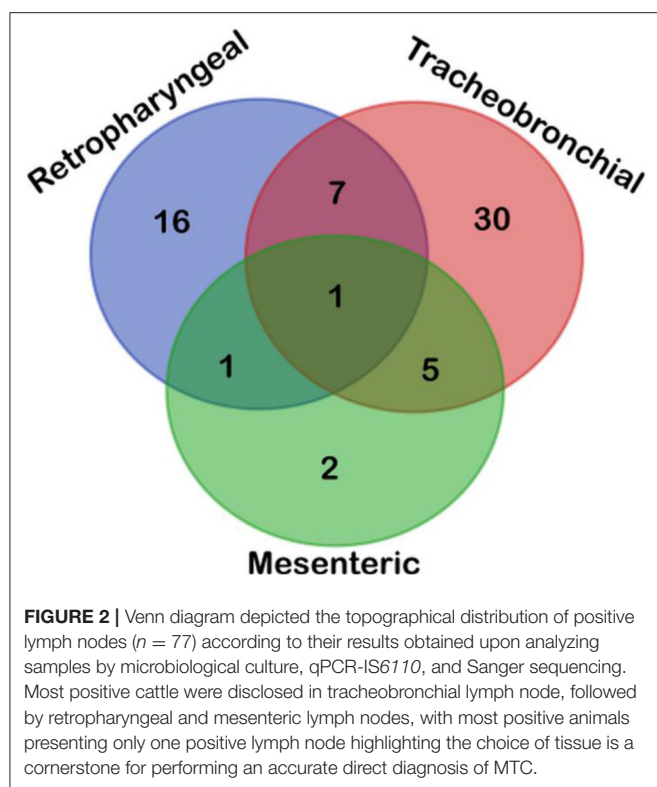 Retropharyngeal
Tracheobronchial
16
7
30
1
1
5
2
Mesenteric
FIGURE 2 | Venn diagram depicted the topographical distribution of positive
lymph nodes (n = 77) according to their results obtained upon analyzing
samples by microbiological culture, qPCR-IS6110, and Sanger sequencing.
Most positive cattle were disclosed in tracheobronchial lymph node, followed
by retropharyngeal and mesenteric lymph nodes, with most positive animals
presenting only one positive lymph node highlighting the choice of tissue is a
cornerstone for performing an accurate direct diagnosis of MTC.